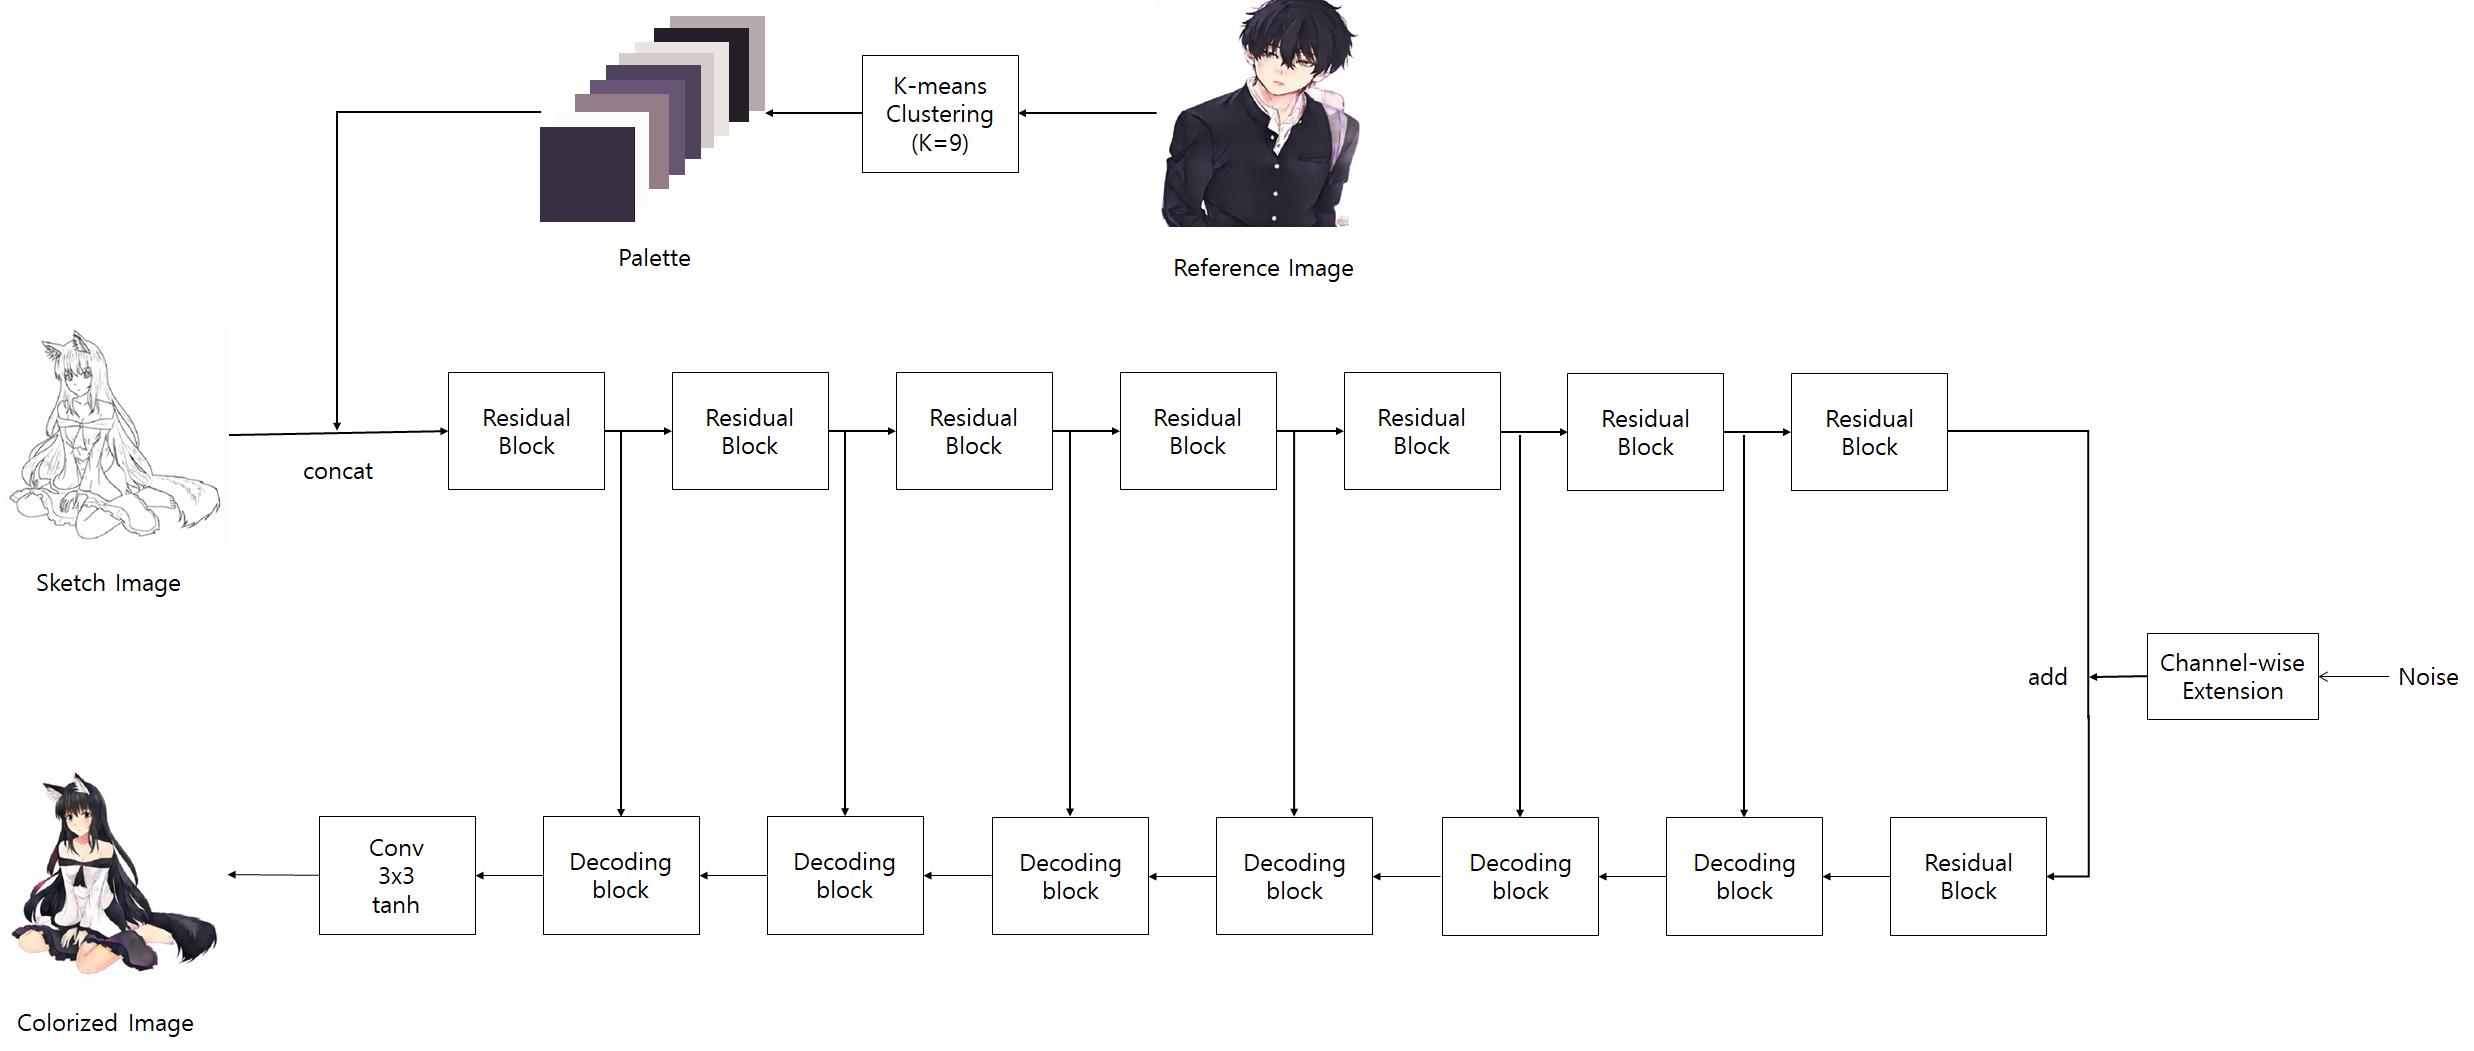 K-means
Clustering
(K=9)
Palette
Reference Image
Residual
Block
Residual
Block
Residual
Block
Residual
Block
Residual
Block
Residual
Block
Residual
Block
concat
Sketch Image
add
Channel-wise
Extension
Noise
Conv
3x3
tanh
Decoding
block
Decoding
block
Decoding
block
Decoding
block
Decoding
block
Decoding
block
Residual
Block
Colorized Image